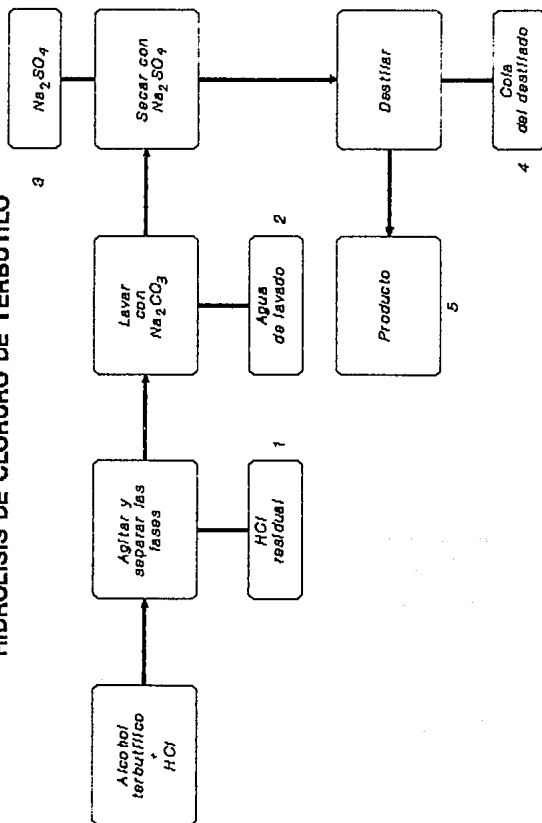 HIDROLISIS DE CLORURO DE TERBUTILO
Alcohol
terbutílico
+
HCl
Agitar y
separar las
fases
HCl
residual
1
Lavar
con
Na₂CO₃
Agua
de lavado
2
Secar con
Na₂SO₄
Na₂SO₄
3
Destilar
Cola
del destilado
4
Producto
5